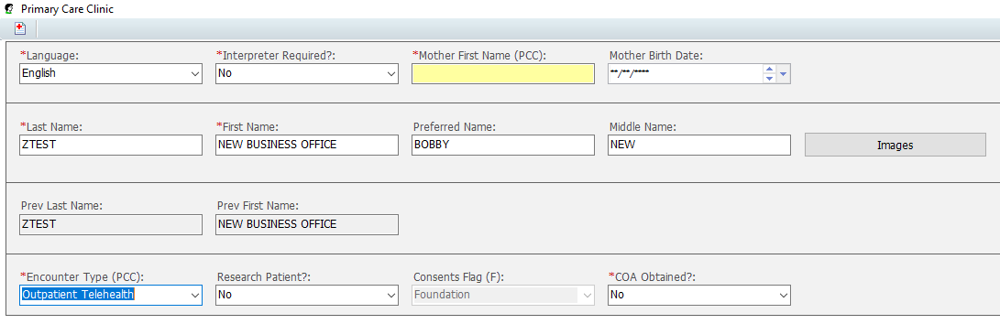 Primary Care Clinic
*Language: *Interpreter Required?: *Mother First Name (PCC): Mother Birth Date:
English No **/**/****
*Last Name: *First Name: Preferred Name: Middle Name:
ZTEST NEW BUSINESS OFFICE BOBBY NEW Images
Prev Last Name: Prev First Name:
ZTEST NEW BUSINESS OFFICE
*Encounter Type (PCC): Research Patient?: Consents Flag (F): *COA Obtained?:
Outpatient Telehealth No Foundation No